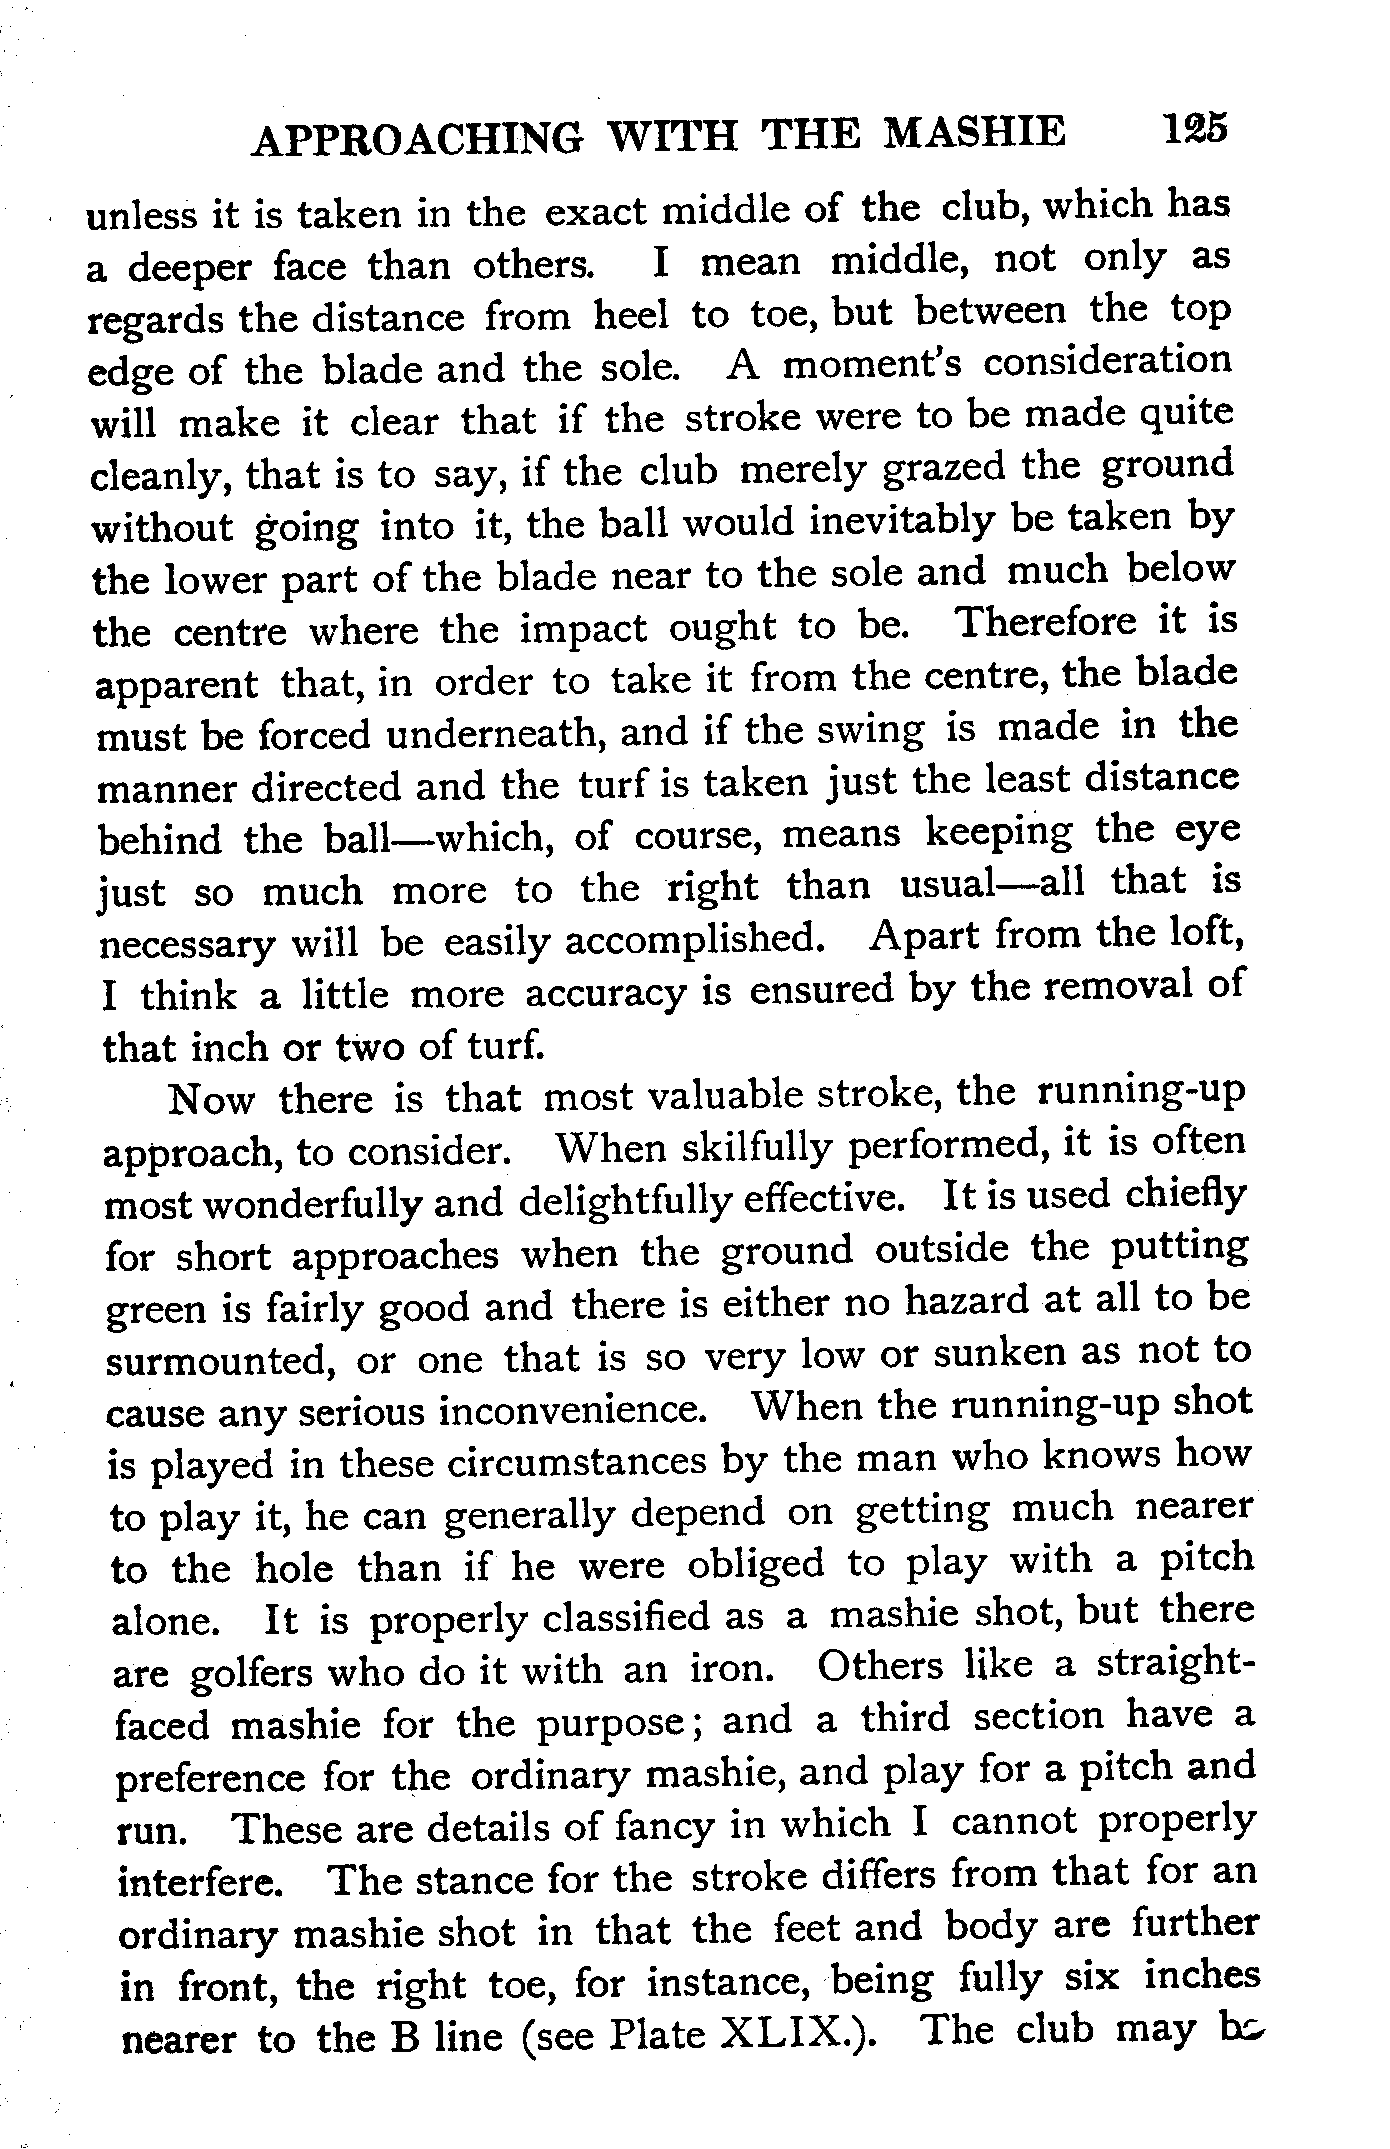 APPROACHING WITH THE MASHIE 125
unless it is taken in the exact middle of the club, which has
a deeper face than others. I mean middle, not only as
regards the distance from heel to toe, but between the top
edge of the blade and the sole. A moment's consideration
will make it clear that if the stroke were to be made quite
cleanly, that is to say, if the club merely grazed the ground
without going into it, the ball would inevitably be taken by
the lower part of the blade near to the sole and much below
the centre where the impact ought to be. Therefore it is
apparent that, in order to take it from the centre, the blade
must be forced underneath, and if the swing is made in the
manner directed and the turf is taken just the least distance
behind the ball—which, of course, means keeping the eye
just so much more to the right than usual—all that is
necessary will be easily accomplished. Apart from the loft,
I think a little more accuracy is ensured by the removal of
that inch or two of turf.
Now there is that most valuable stroke, the running-up
approach, to consider. When skilfully performed, it is often
most wonderfully and delightfully effective. It is used chiefly
for short approaches when the ground outside the putting
green is fairly good and there is either no hazard at all to be
surmounted, or one that is so very low or sunken as not to
cause any serious inconvenience. When the running-up shot
is played in these circumstances by the man who knows how
to play it, he can generally depend on getting much nearer
to the hole than if he were obliged to play with a pitch
alone. It is properly classified as a mashie shot, but there
are golfers who do it with an iron. Others like a straight-
faced mashie for the purpose; and a third section have a
preference for the ordinary mashie, and play for a pitch and
run. These are details of fancy in which I cannot properly
interfere. The stance for the stroke differs from that for an
ordinary mashie shot in that the feet and body are further
in front, the right toe, for instance, being fully six inches
nearer to the B line (see Plate XLIX.). The club may be